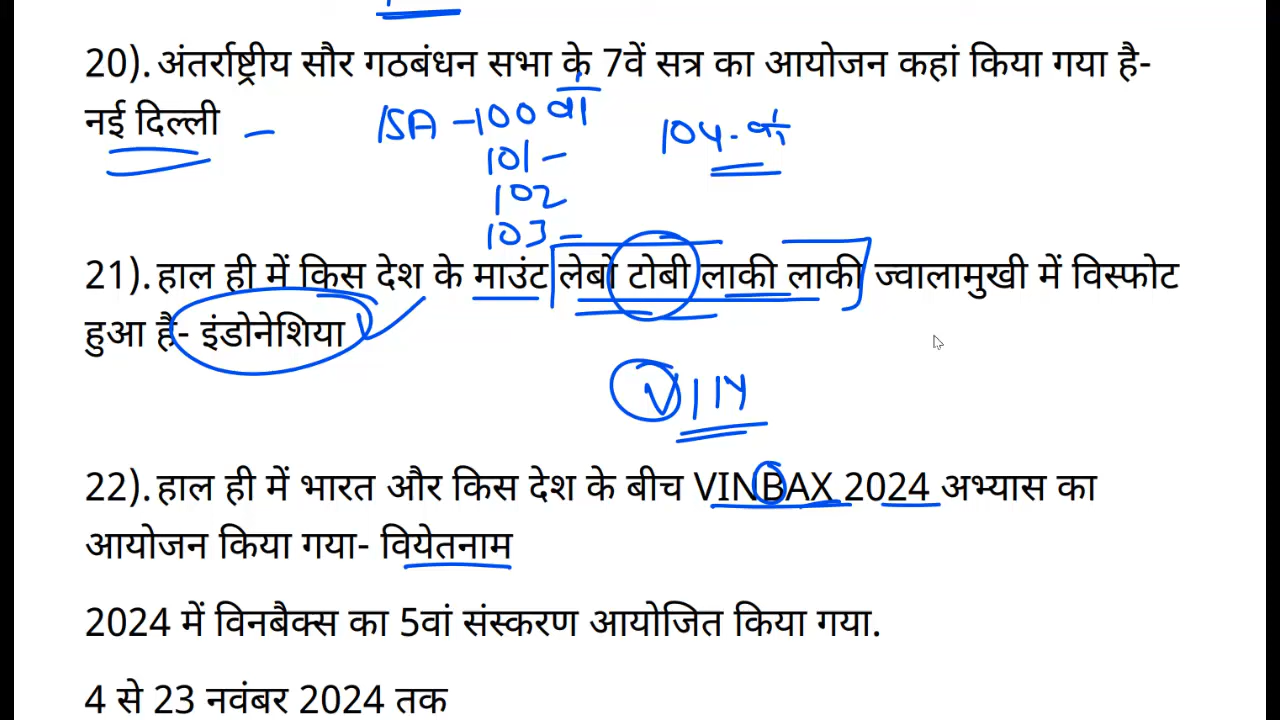 20). अंतर्राष्ट्रीय सौर गठबंधन सभा के 7वें सत्र का आयोजन कहां किया गया है-
नई दिल्ली
ISA - 100 वां
104 - वां
101 -
102
103 -
21). हाल ही में किस देश के माउंट लेबो टोबी लाकी लाकी ज्वालामुखी में विस्फोट
हुआ है- इंडोनेशिया
22). हाल ही में भारत और किस देश के बीच VINBAX 2024 अभ्यास का
आयोजन किया गया- वियेतनाम
2024 में विनबैक्स का 5वां संस्करण आयोजित किया गया.
4 से 23 नवंबर 2024 तक